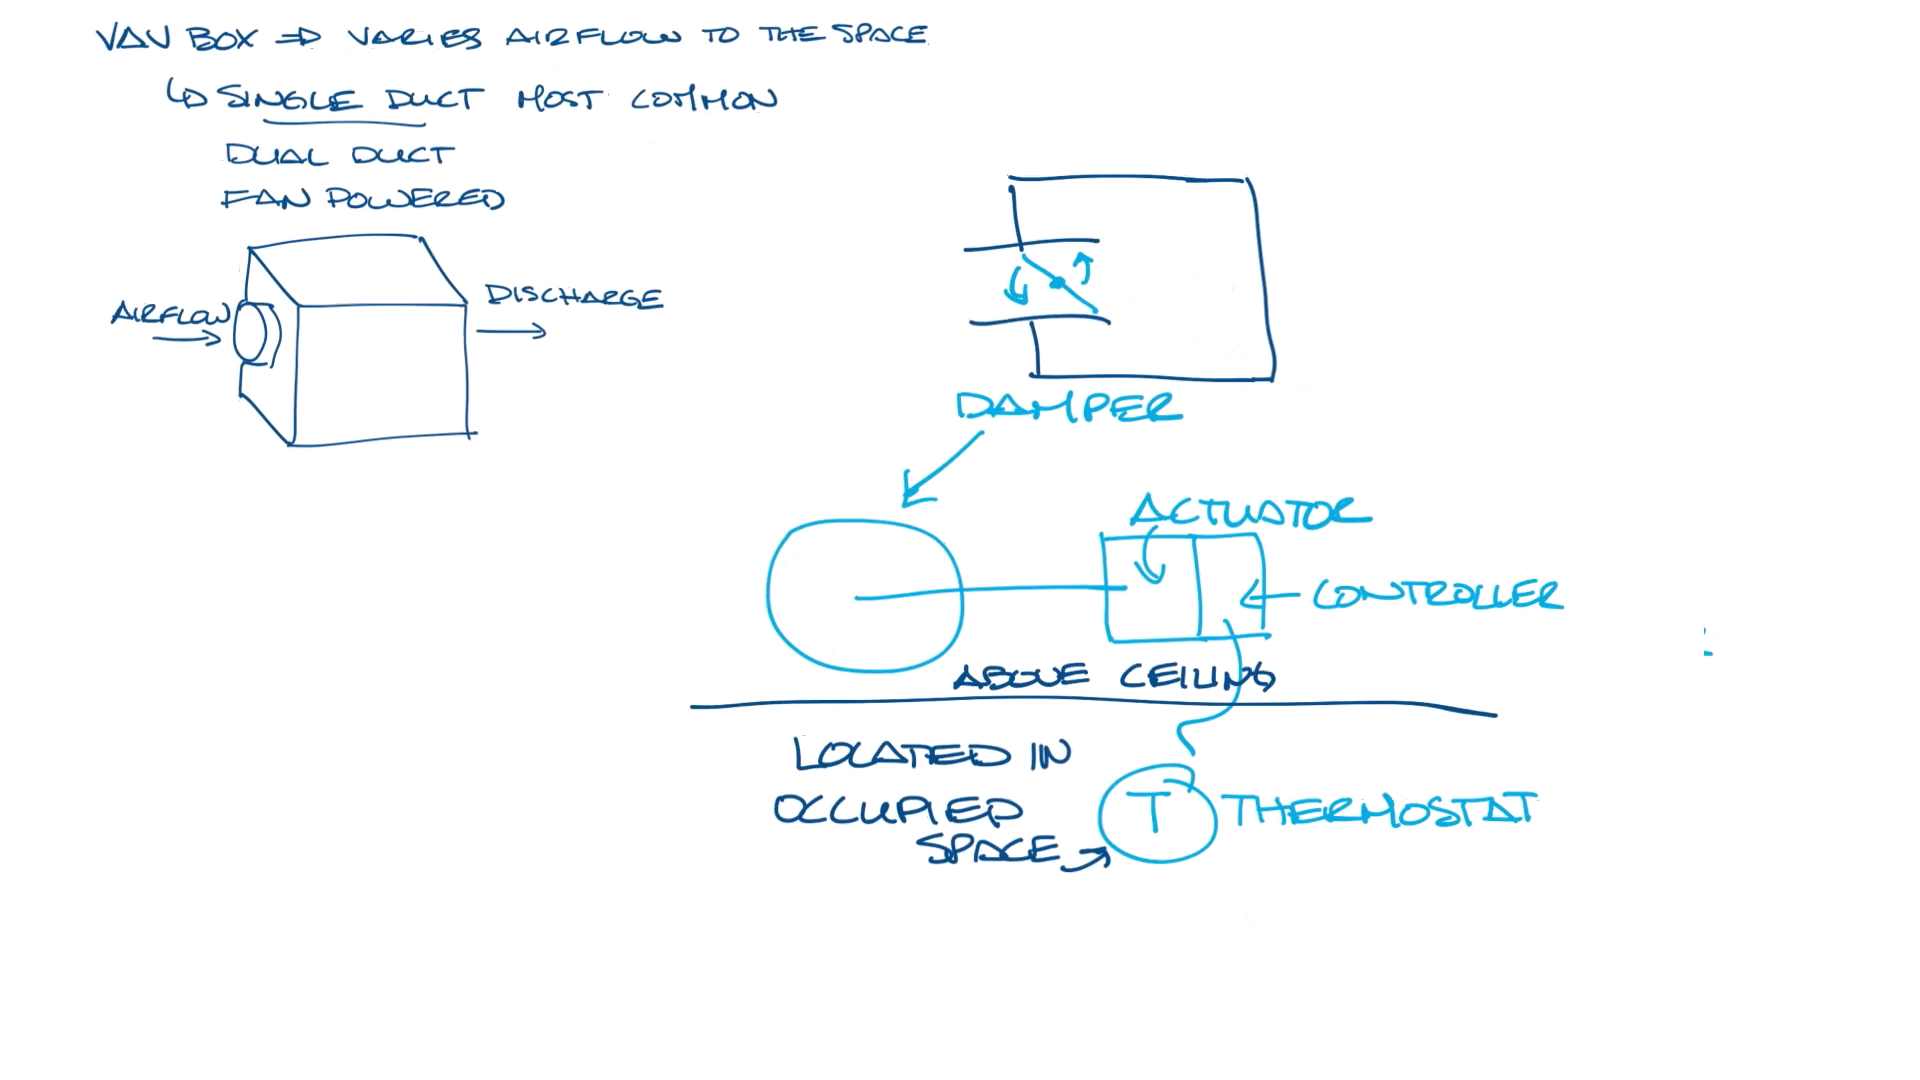 VAV BOX ⇒ VARIES AIRFLOW TO THE SPACE
↳ SINGLE DUCT MOST COMMON
DUAL DUCT
FAN POWERED
AIRFLOW
DISCHARGE
DAMPER
ACTUATOR
CONTROLLER
ABOVE CEILING
LOCATED IN
OCCUPIED
SPACE
T
THERMOSTAT